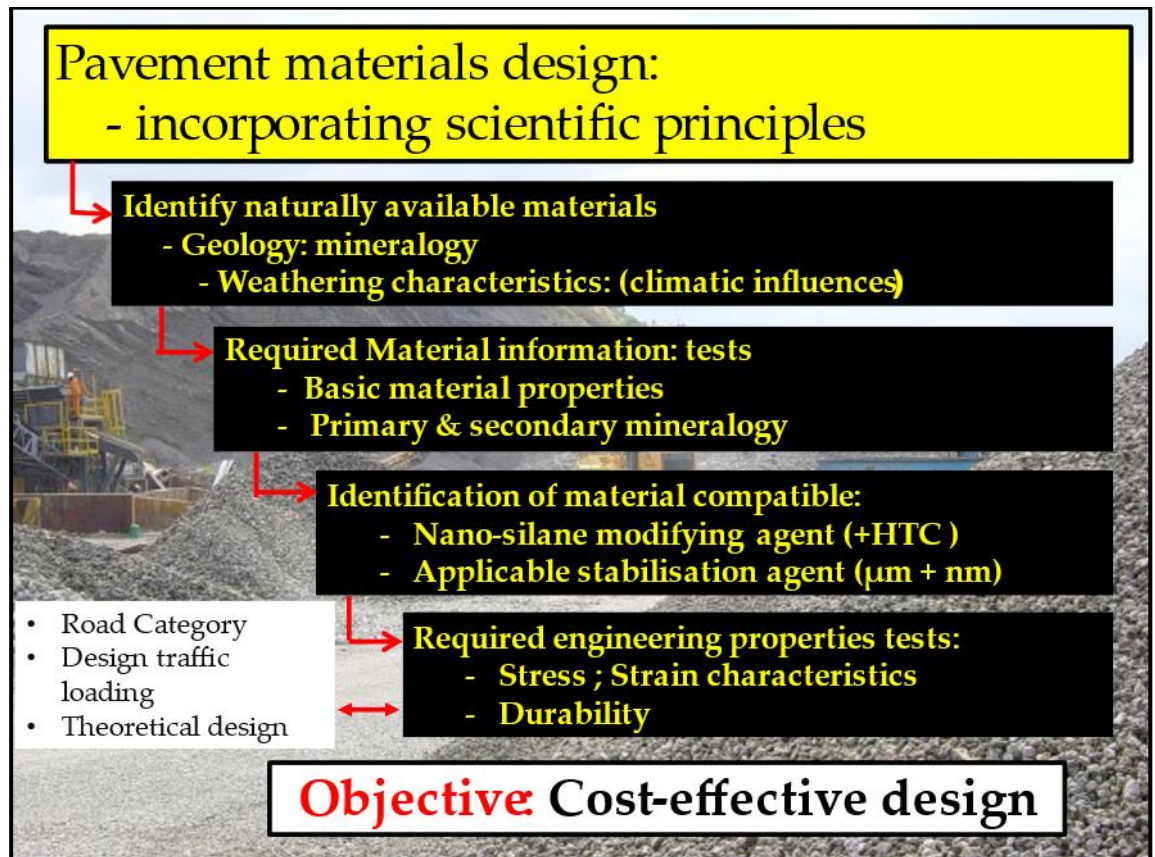 Pavement materials design:
- incorporating scientific principles
Identify naturally available materials
- Geology: mineralogy
- Weathering characteristics: (climatic influences)
Required Material information: tests
- Basic material properties
- Primary & secondary mineralogy
Identification of material compatible:
- Nano-silane modifying agent (+HTC )
- Applicable stabilisation agent (μm + nm)
Required engineering properties tests:
- Stress ; Strain characteristics
- Durability
• Road Category
• Design traffic
loading
• Theoretical design
Objective: Cost-effective design